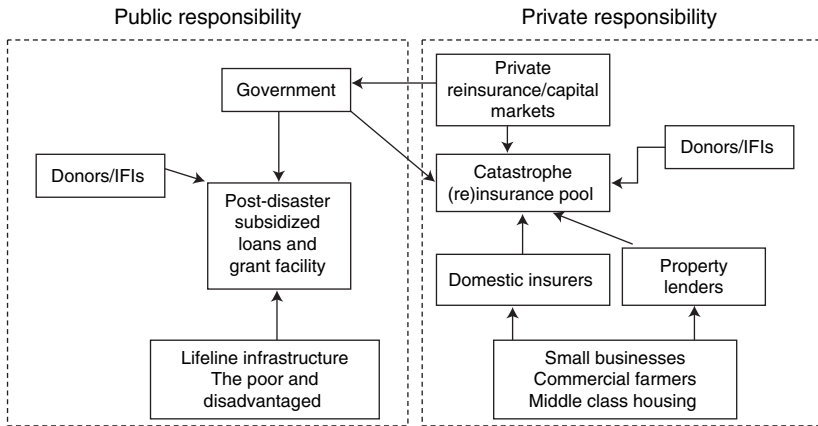 Public responsibility
Private responsibility
Government
Private
reinsurance/capital
markets
Donors/IFIs
Post-disaster
subsidized
loans and
grant facility
Catastrophe
(re)insurance pool
Donors/IFIs
Domestic insurers
Property
lenders
Lifeline infrastructure
The poor and
disadvantaged
Small businesses
Commercial farmers
Middle class housing